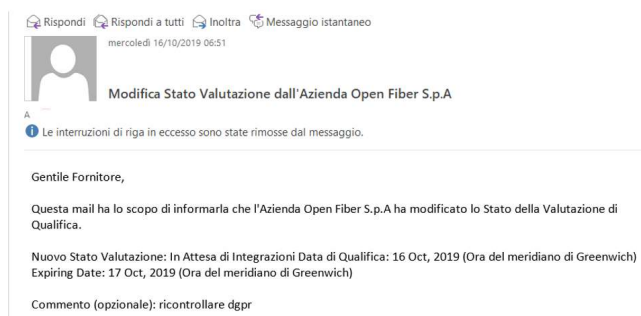 Rispondi Rispondi a tutti Inoltra Messaggio istantaneo
mercoledì 16/10/2019 06:51
Modifica Stato Valutazione dall'Azienda Open Fiber S.p.A
A
Le interruzioni di riga in eccesso sono state rimosse dal messaggio.
Gentile Fornitore,
Questa mail ha lo scopo di informarla che l'Azienda Open Fiber S.p.A ha modificato lo Stato della Valutazione di
Qualifica.
Nuovo Stato Valutazione: In Attesa di Integrazioni Data di Qualifica: 16 Oct, 2019 (Ora del meridiano di Greenwich)
Expiring Date: 17 Oct, 2019 (Ora del meridiano di Greenwich)
Commento (opzionale): ricontrollare dgpr